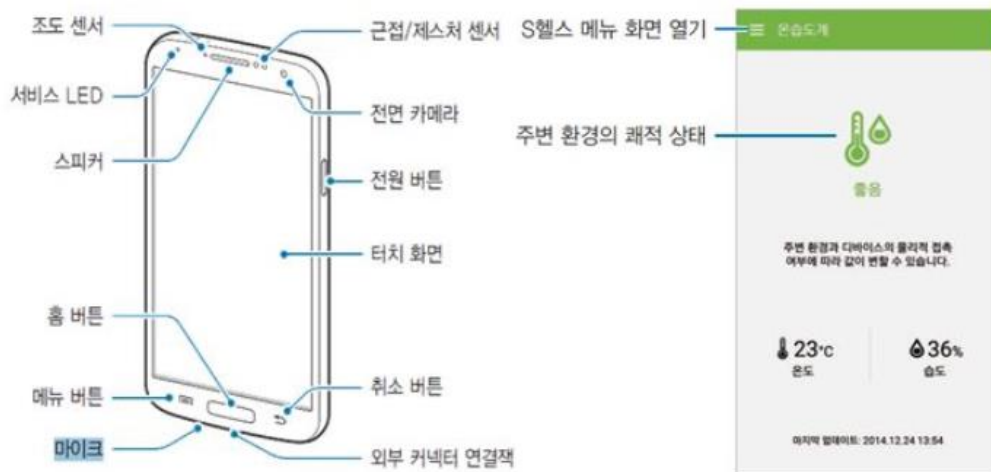 조도 센서
서비스 LED
스피커
홈 버튼
메뉴 버튼
마이크
근접/제스처 센서
전면 카메라
전원 버튼
터치 화면
취소 버튼
외부 커넥터 연결잭
S헬스 메뉴 화면 열기
주변 환경의 쾌적 상태
온습도계
좋음
주변 환경과 디바이스의 물리적 접촉
여부에 따라 값이 변할 수 있습니다.
23°C
온도
36%
습도
마지막 업데이트: 2014.12.24 13:54